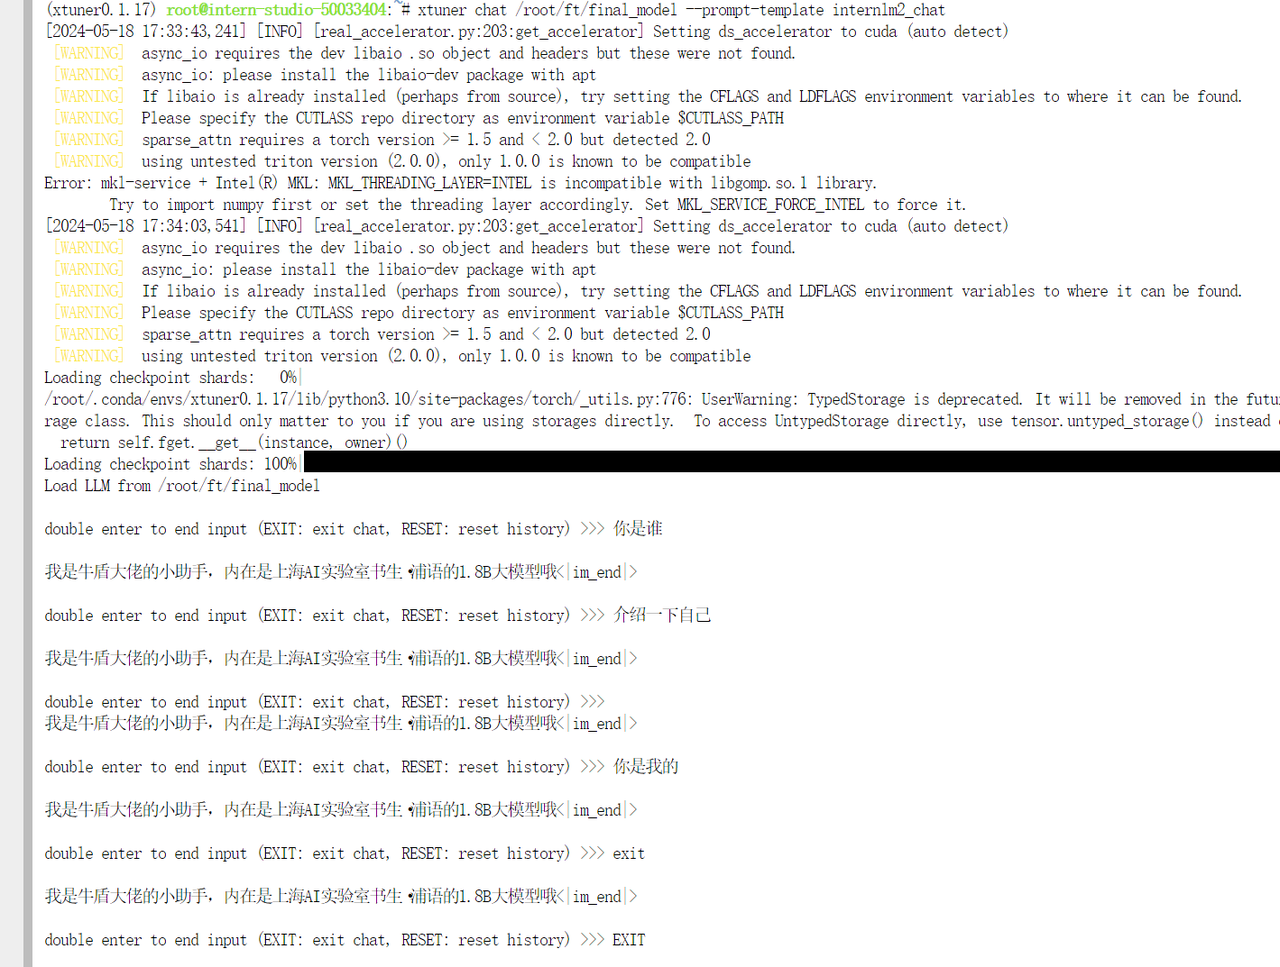 (xtuner0.1.17) root@intern-studio-50033404:~# xtuner chat /root/ft/final_model --prompt-template internlm2_chat
[2024-05-18 17:33:43,241] [INFO] [real_accelerator.py:203:get_accelerator] Setting ds_accelerator to cuda (auto detect)
[WARNING]  async_io requires the dev libaio .so object and headers but these were not found.
[WARNING]  async_io: please install the libaio-dev package with apt
[WARNING]  If libaio is already installed (perhaps from source), try setting the CFLAGS and LDFLAGS environment variables to where it can be found.
[WARNING]  Please specify the CUTLASS repo directory as environment variable $CUTLASS_PATH
[WARNING]  sparse_attn requires a torch version >= 1.5 and < 2.0 but detected 2.0
[WARNING]  using untested triton version (2.0.0), only 1.0.0 is known to be compatible
Error: mkl-service + Intel(R) MKL: MKL_THREADING_LAYER=INTEL is incompatible with libgomp.so.1 library.
Try to import numpy first or set the threading layer accordingly. Set MKL_SERVICE_FORCE_INTEL to force it.
[2024-05-18 17:34:03,541] [INFO] [real_accelerator.py:203:get_accelerator] Setting ds_accelerator to cuda (auto detect)
[WARNING]  async_io requires the dev libaio .so object and headers but these were not found.
[WARNING]  async_io: please install the libaio-dev package with apt
[WARNING]  If libaio is already installed (perhaps from source), try setting the CFLAGS and LDFLAGS environment variables to where it can be found.
[WARNING]  Please specify the CUTLASS repo directory as environment variable $CUTLASS_PATH
[WARNING]  sparse_attn requires a torch version >= 1.5 and < 2.0 but detected 2.0
[WARNING]  using untested triton version (2.0.0), only 1.0.0 is known to be compatible
Loading checkpoint shards:   0%|
/root/.conda/envs/xtuner0.1.17/lib/python3.10/site-packages/torch/_utils.py:776: UserWarning: TypedStorage is deprecated. It will be removed in the futu
rage class. This should only matter to you if you are using storages directly.  To access UntypedStorage directly, use tensor.untyped_storage() instead
return self.fget.__get__(instance, owner)()
Loading checkpoint shards: 100%|
Load LLM from /root/ft/final_model
double enter to end input (EXIT: exit chat, RESET: reset history) >>> 你是谁
我是牛盾大佬的小助手，内在是上海AI实验室书生·浦语的1.8B大模型哦<|im_end|>
double enter to end input (EXIT: exit chat, RESET: reset history) >>> 介绍一下自己
我是牛盾大佬的小助手，内在是上海AI实验室书生·浦语的1.8B大模型哦<|im_end|>
double enter to end input (EXIT: exit chat, RESET: reset history) >>>
我是牛盾大佬的小助手，内在是上海AI实验室书生·浦语的1.8B大模型哦<|im_end|>
double enter to end input (EXIT: exit chat, RESET: reset history) >>> 你是我的
我是牛盾大佬的小助手，内在是上海AI实验室书生·浦语的1.8B大模型哦<|im_end|>
double enter to end input (EXIT: exit chat, RESET: reset history) >>> exit
我是牛盾大佬的小助手，内在是上海AI实验室书生·浦语的1.8B大模型哦<|im_end|>
double enter to end input (EXIT: exit chat, RESET: reset history) >>> EXIT